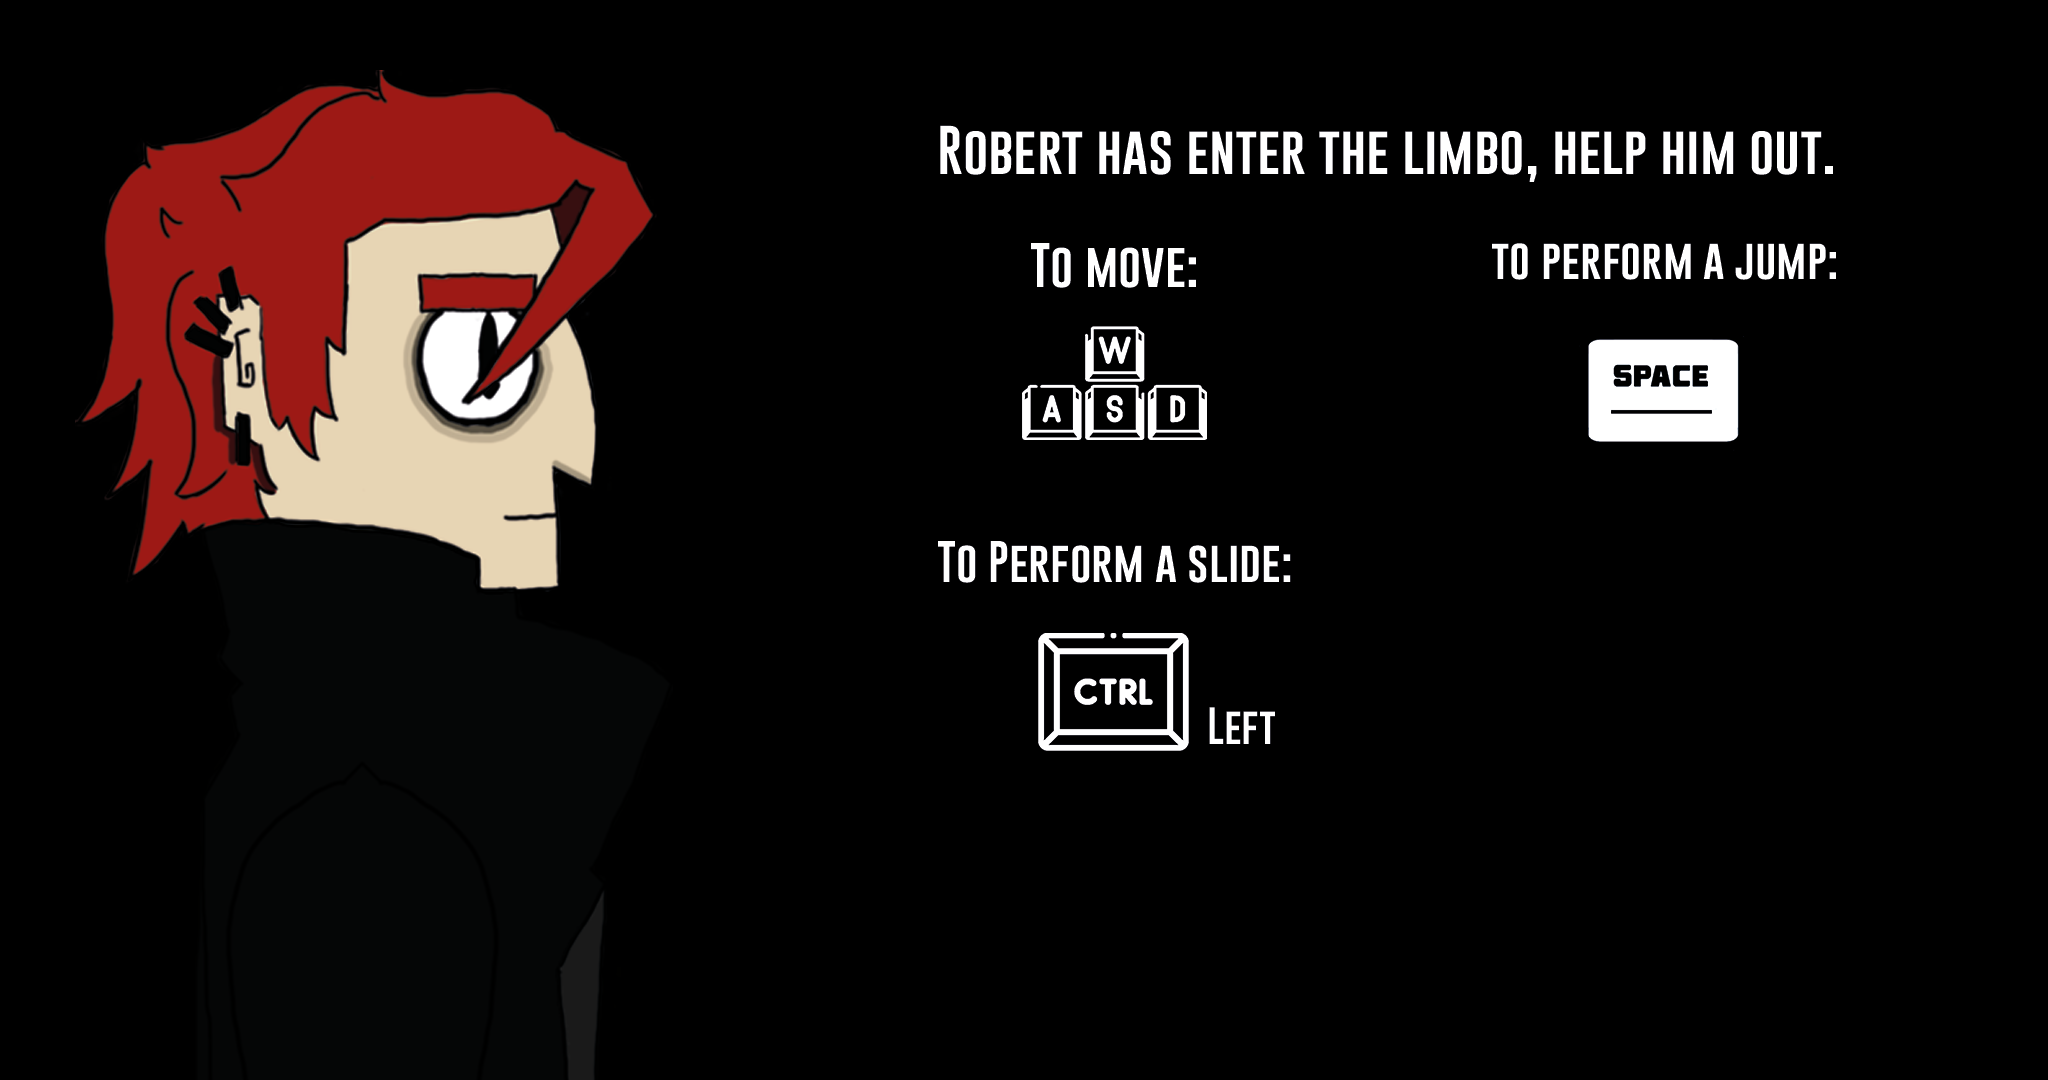 ROBERT HAS ENTER THE LIMBO, HELP HIM OUT.
TO MOVE:
W
A S D
TO PERFORM A JUMP:
SPACE
TO PERFORM A SLIDE:
CTRL
LEFT